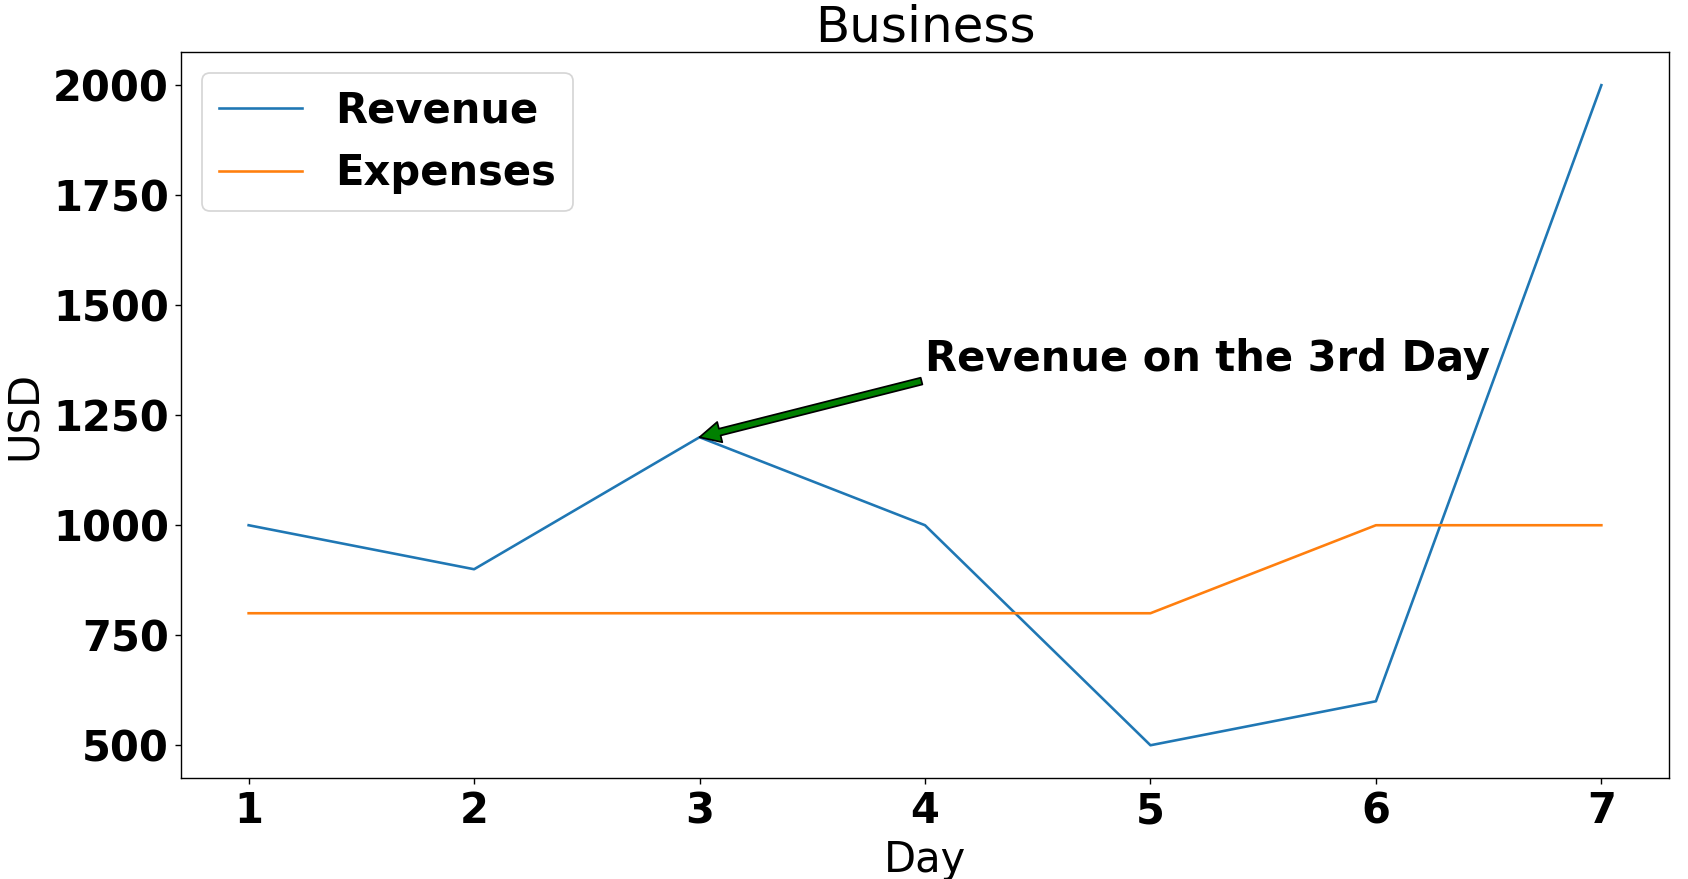 Business
2000
1750
1500
1250
1000
750
500
USD
Revenue
Expenses
Revenue on the 3rd Day
1 2 3 4 5 6 7
Day